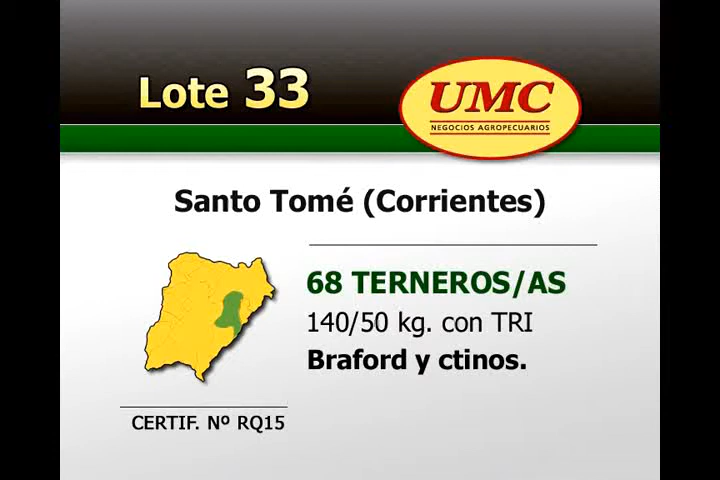 Lote 33
UMC
NEGOCIOS AGROPECUARIOS
Santo Tomé (Corrientes)
68 TERNEROS/AS
140/50 kg. con TRI
Braford y ctinos.
CERTIF. Nº RQ15